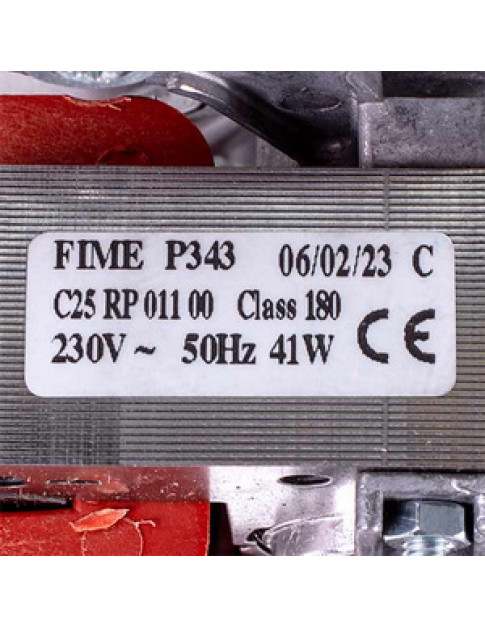 FIME P343 06/02/23 C
C25 RP 011 00 Class 180
230V ~ 50Hz 41W CE